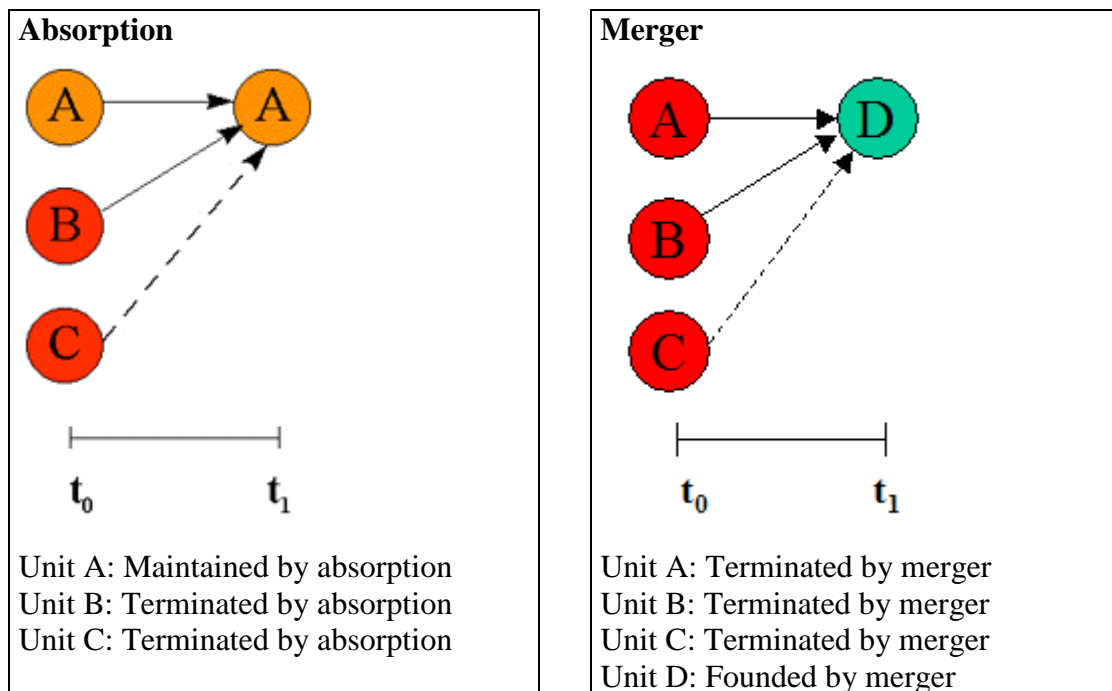 Absorption
A A
B
C
t0 t1
Unit A: Maintained by absorption
Unit B: Terminated by absorption
Unit C: Terminated by absorption
Merger
A D
B
C
t0 t1
Unit A: Terminated by merger
Unit B: Terminated by merger
Unit C: Terminated by merger
Unit D: Founded by merger